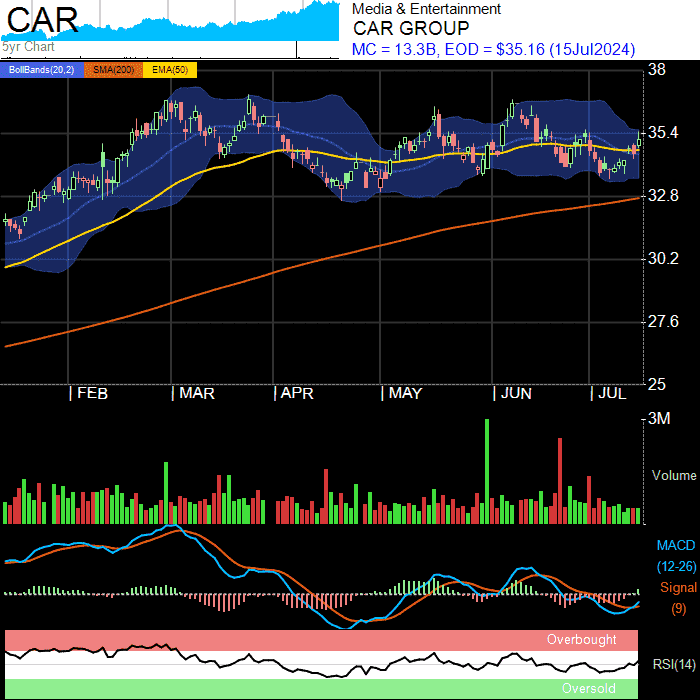 CAR
5yr Chart
Media & Entertainment
CAR GROUP
MC = 13.3B, EOD = $35.16 (15Jul2024)
BollBands(20,2) SMA(200) EMA(50)
38
35.4
32.8
30.2
27.6
25
| FEB | MAR | APR | MAY | JUN | JUL
3M
Volume
MACD
(12-26)
Signal
(9)
Overbought
RSI(14)
Oversold